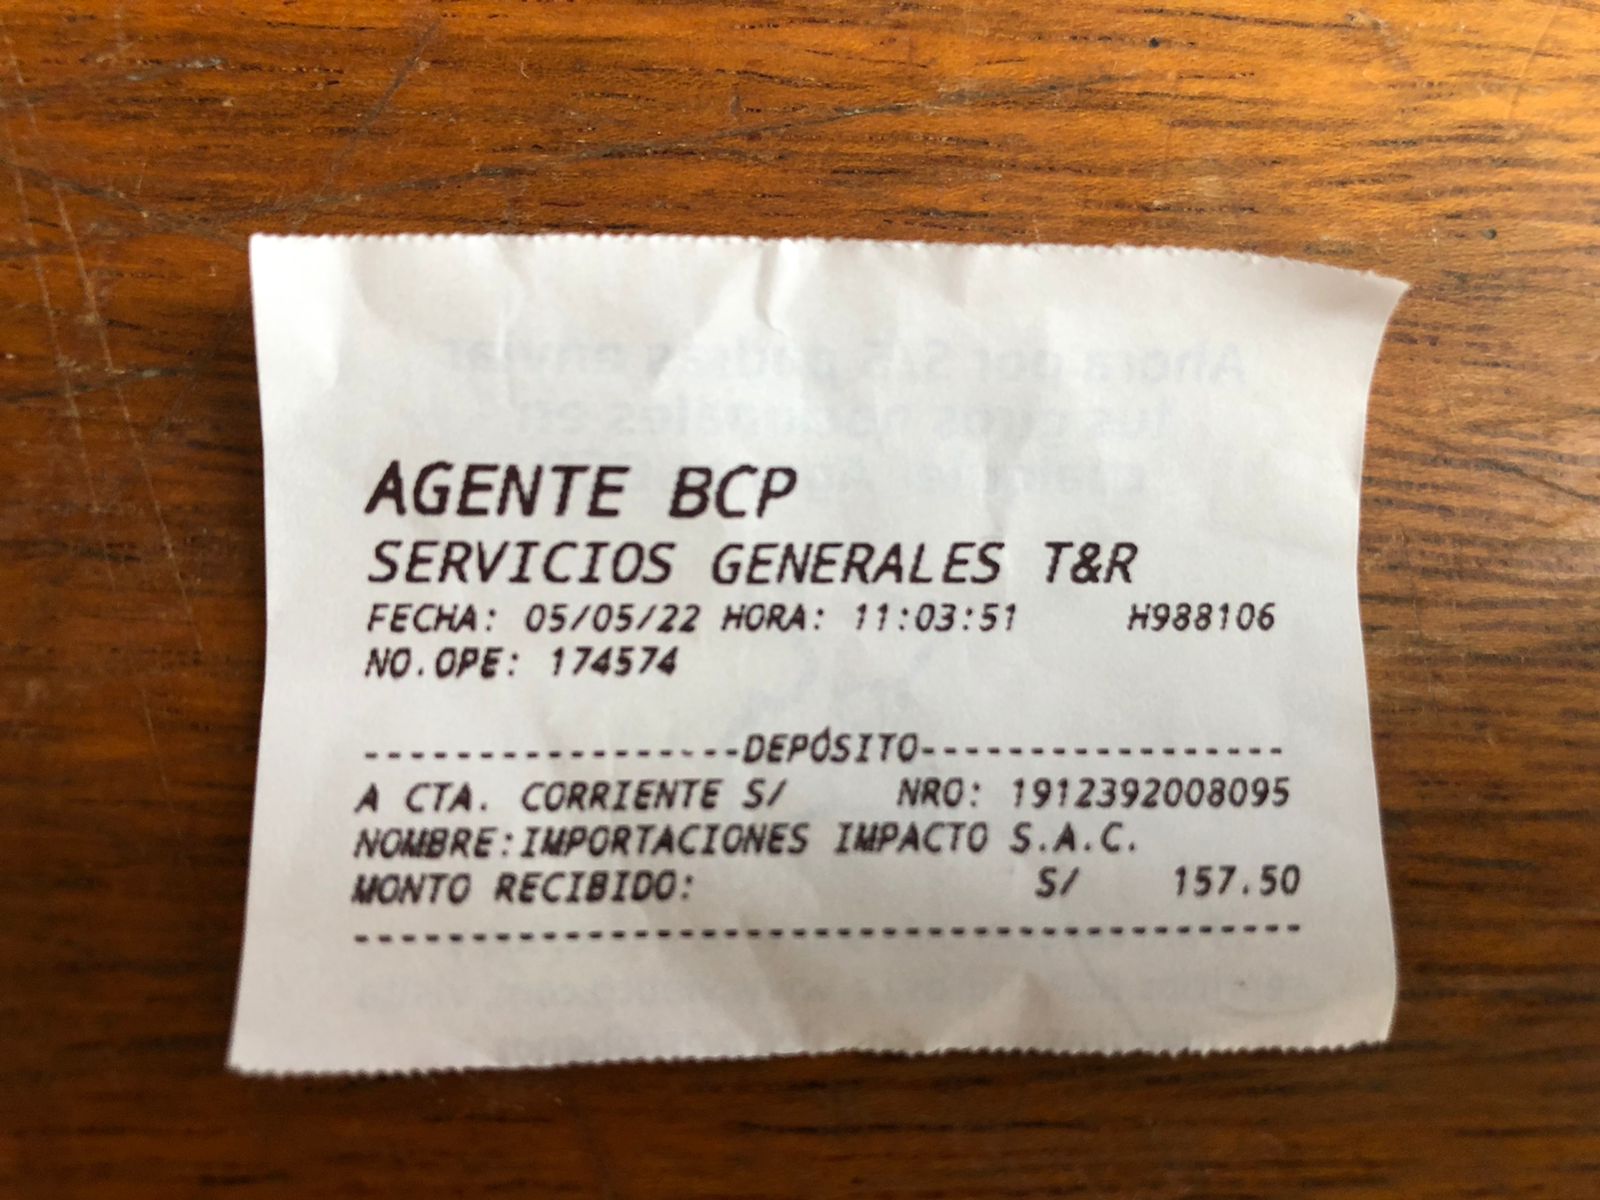 AGENTE BCP
SERVICIOS GENERALES T&R
FECHA: 05/05/22 HORA: 11:03:51 H988106
NO.OPE: 174574
-----------------DEPÓSITO-----------------
A CTA. CORRIENTE S/ NRO: 1912392008095
NOMBRE:IMPORTACIONES IMPACTO S.A.C.
MONTO RECIBIDO: S/ 157.50
-------------------------------------------